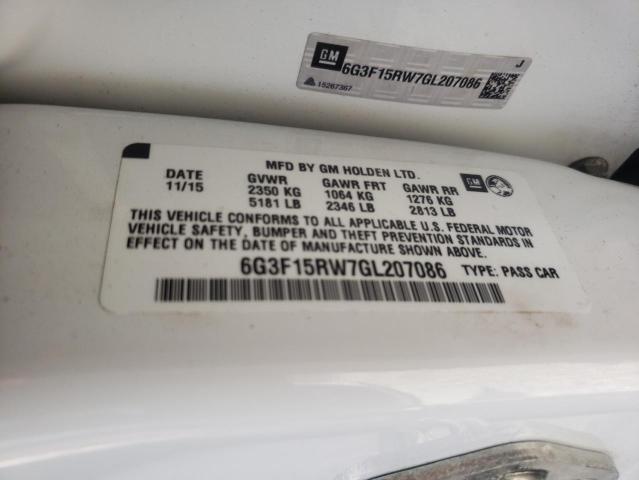 GM
6G3F15RW7GL207086
J
15267367
MFD BY GM HOLDEN LTD.
DATE GVWR GAWR FRT GAWR RR
11/15 2350 KG 1064 KG 1276 KG
5181 LB 2346 LB 2813 LB
GM
THIS VEHICLE CONFORMS TO ALL APPLICABLE U.S. FEDERAL MOTOR
VEHICLE SAFETY, BUMPER AND THEFT PREVENTION STANDARDS IN
EFFECT ON THE DATE OF MANUFACTURE SHOWN ABOVE.
6G3F15RW7GL207086 TYPE: PASS CAR